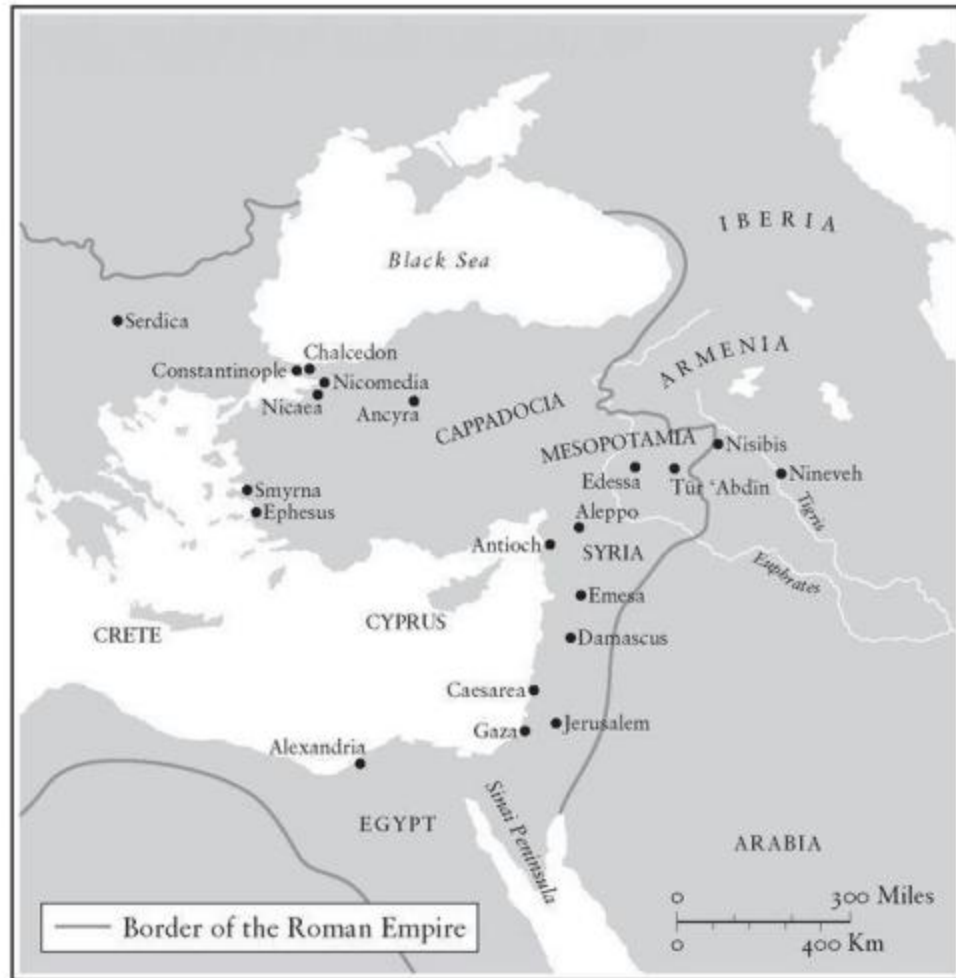 IBERIA
Black Sea
Serdica
ARMENIA
Chalcedon
Constantinople
Nicomedia
Nicaea
Ancyra
CAPPADOCIA
MESOPOTAMIA
Nisibis
Edessa
Tūr ‘Abdīn
Nineveh
Smyrna
Ephesus
Aleppo
Tigris
Antioch
SYRIA
Euphrates
Emesa
CYPRUS
CRETE
Damascus
Caesarea
Jerusalem
Gaza
Alexandria
Sinai Peninsula
EGYPT
ARABIA
0 300 Miles
0 400 Km
Border of the Roman Empire